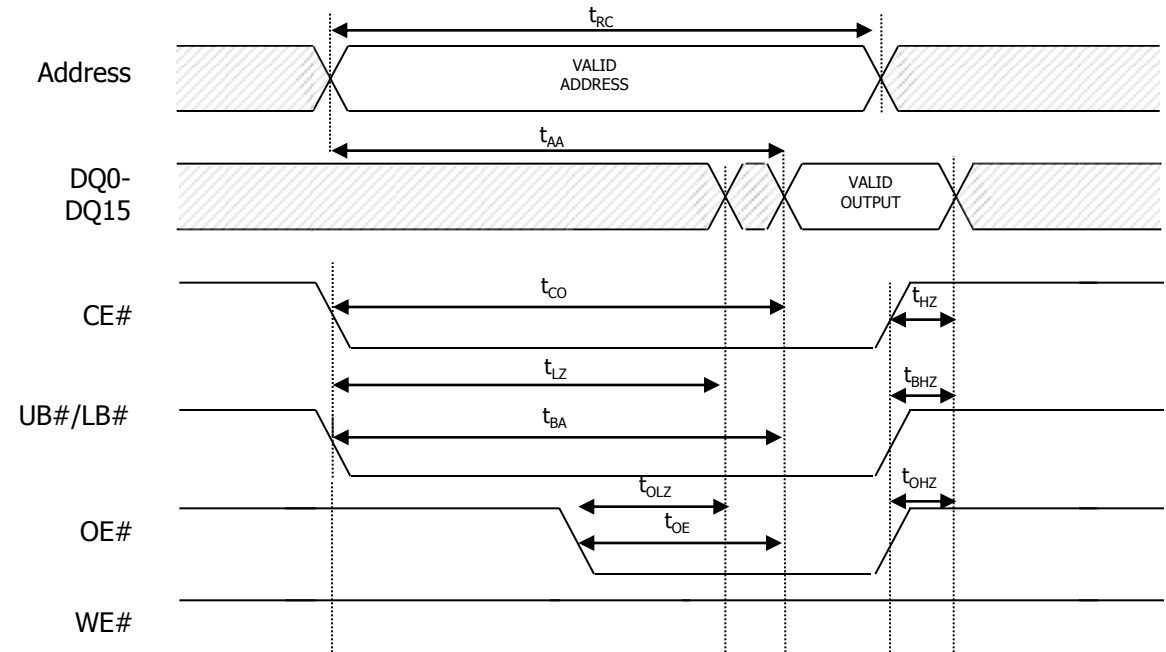 tRC
Address
VALID
ADDRESS
tAA
DQ0-
DQ15
VALID
OUTPUT
CE#
tCO
tHZ
tLZ
tBHZ
UB#/LB#
tBA
tOLZ
tOHZ
OE#
tOE
WE#